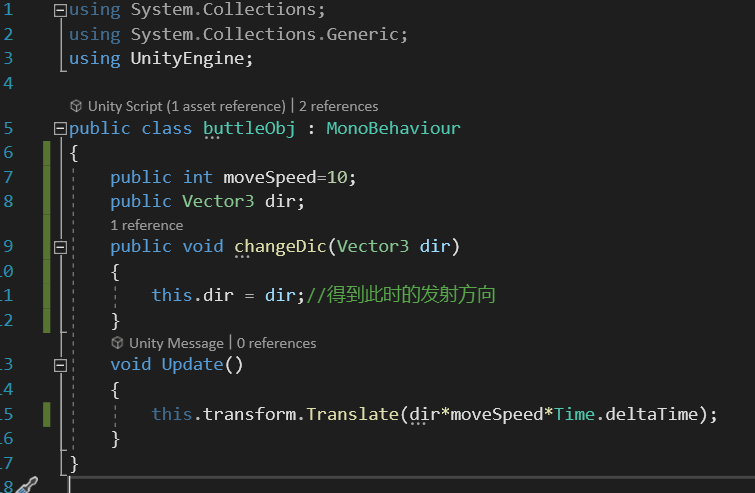 1 using System.Collections;
2 using System.Collections.Generic;
3 using UnityEngine;
4
Unity Script (1 asset reference) | 2 references
5 public class buttleObj : MonoBehaviour
6 {
7 public int moveSpeed=10;
8 public Vector3 dir;
1 reference
9 public void changeDic(Vector3 dir)
10 {
11 this.dir = dir;//得到此时的发射方向
12 }
Unity Message | 0 references
13 void Update()
14 {
15 this.transform.Translate(dir*moveSpeed*Time.deltaTime);
16 }
17 }
18